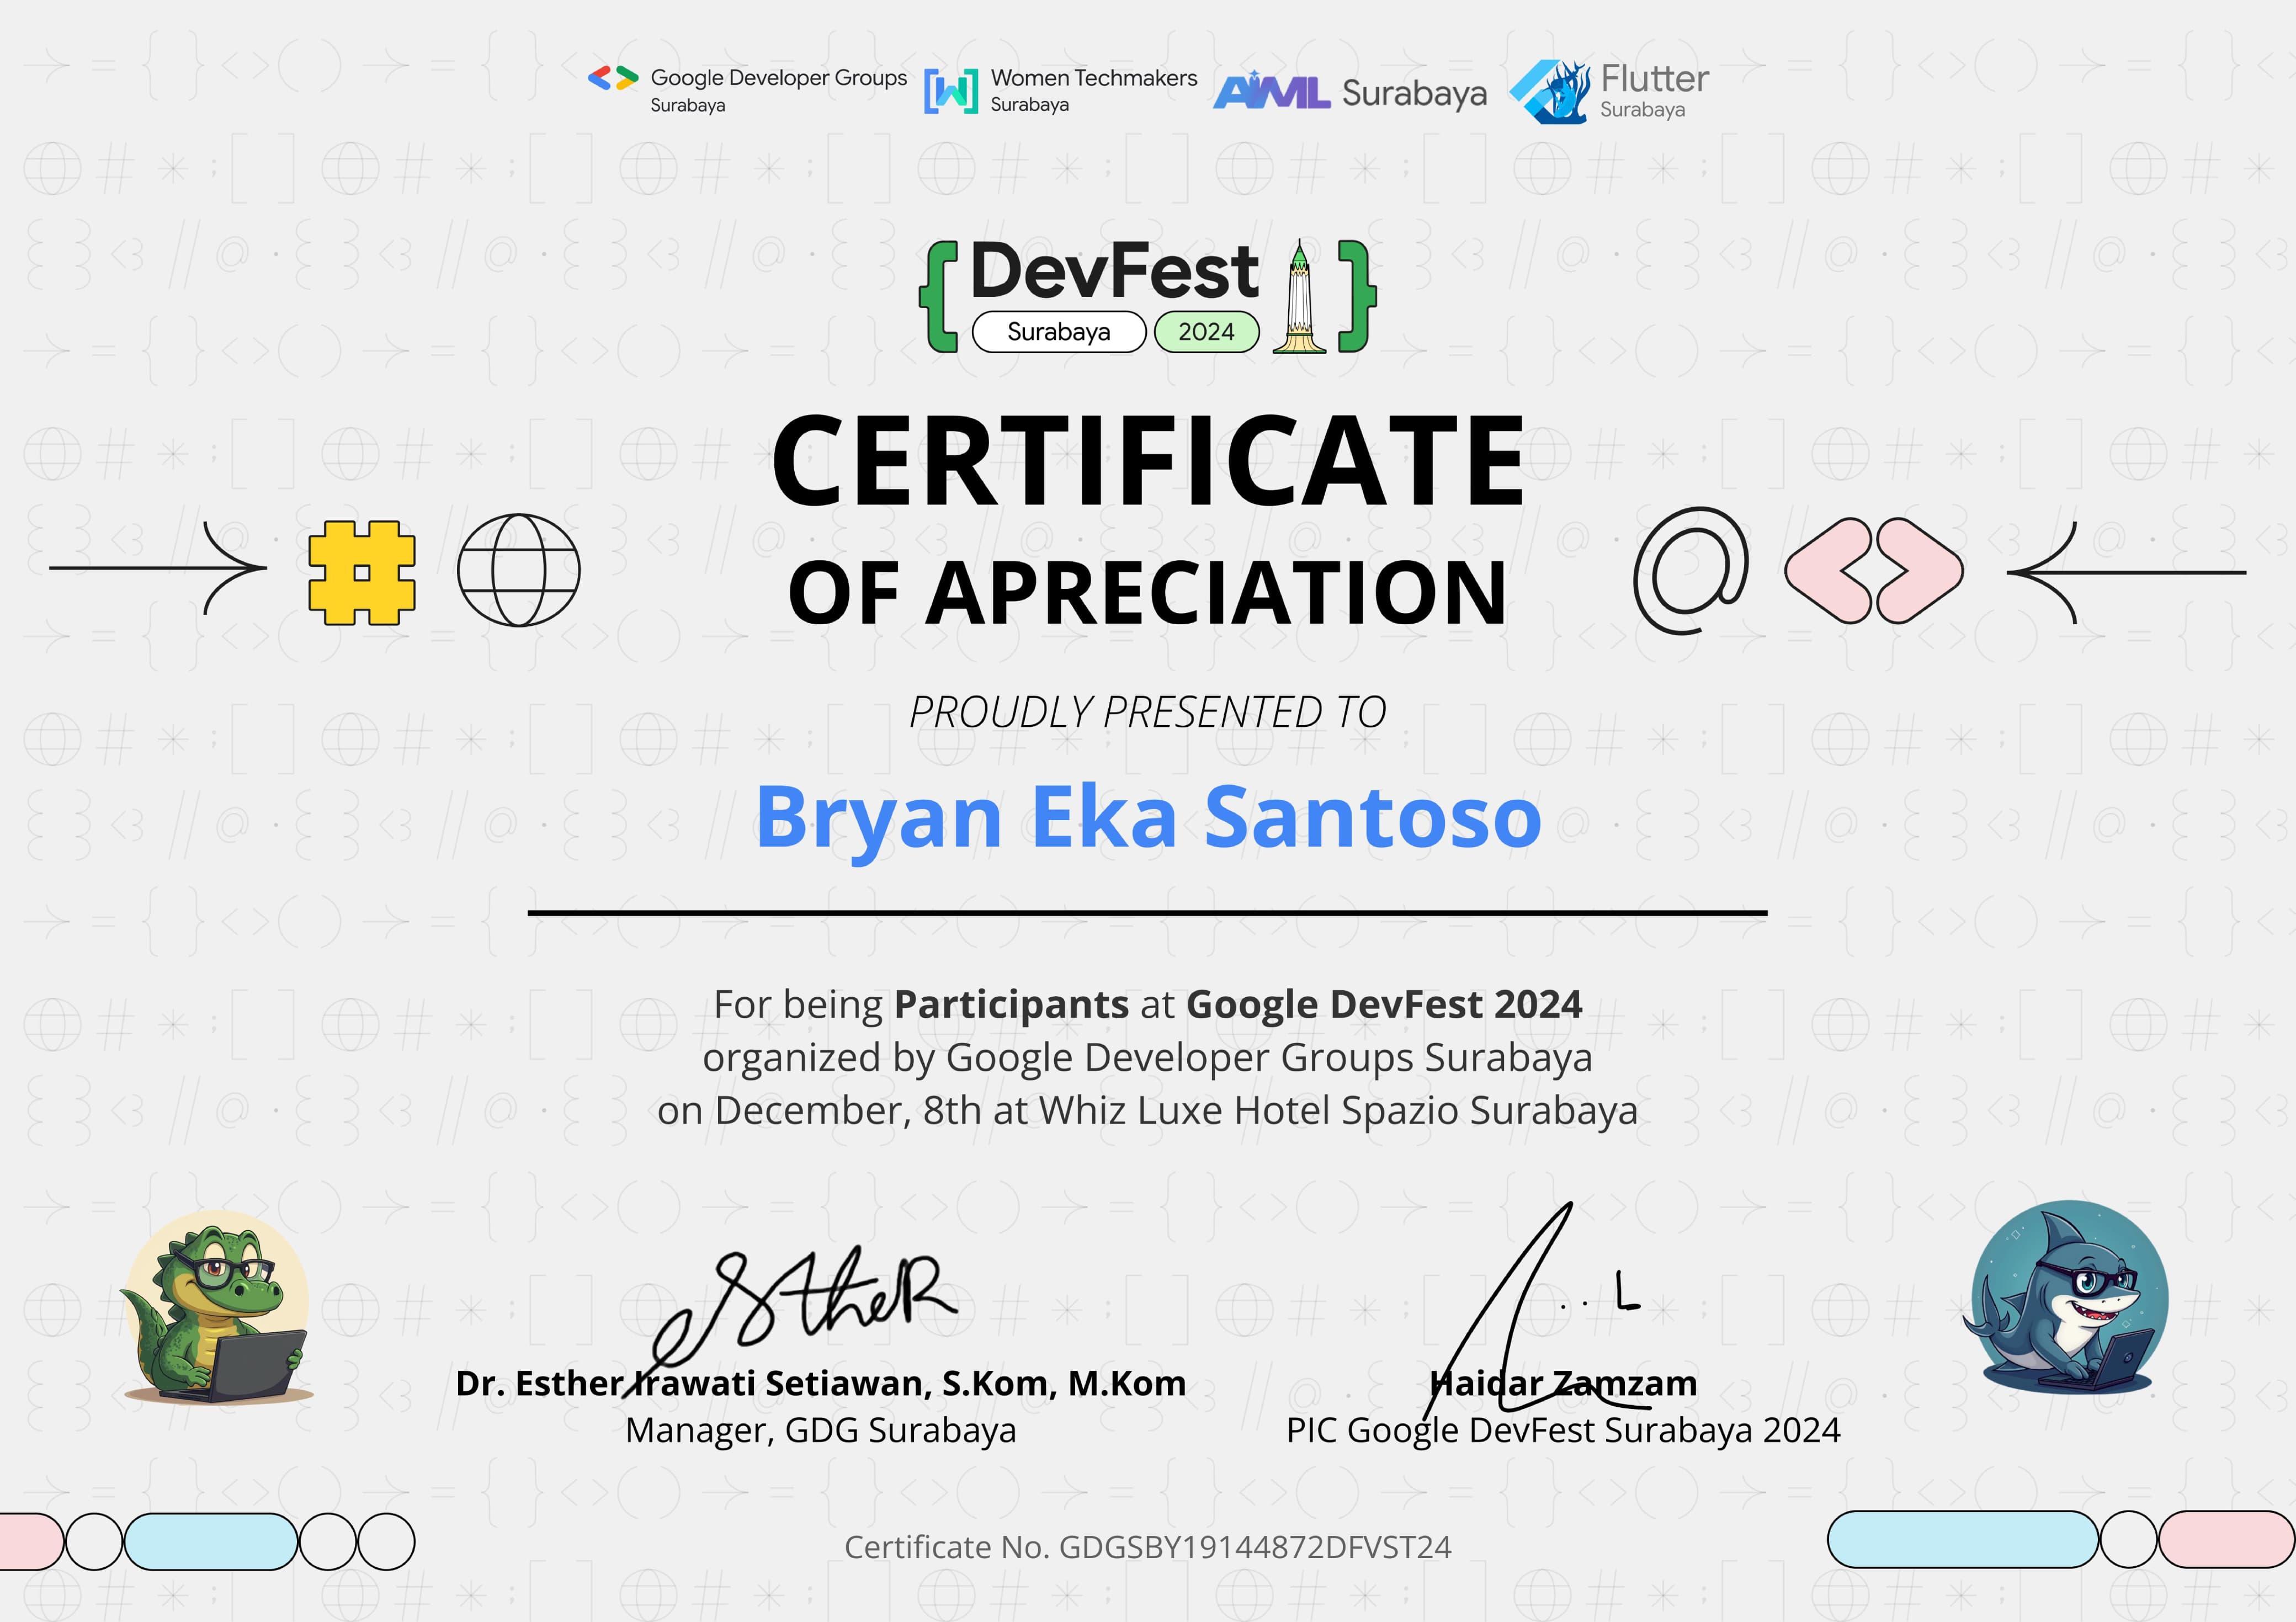 Google Developer Groups
Surabaya
Women Techmakers
Surabaya
AIML Surabaya
Flutter
Surabaya
DevFest
Surabaya 2024
CERTIFICATE
OF APRECIATION
PROUDLY PRESENTED TO
Bryan Eka Santoso
For being Participants at Google DevFest 2024
organized by Google Developer Groups Surabaya
on December, 8th at Whiz Luxe Hotel Spazio Surabaya
EstheR
Dr. Esther Irawati Setiawan, S.Kom, M.Kom
Manager, GDG Surabaya
Haidar Zamzam
PIC Google DevFest Surabaya 2024
Certificate No. GDGSBY19144872DFVST24